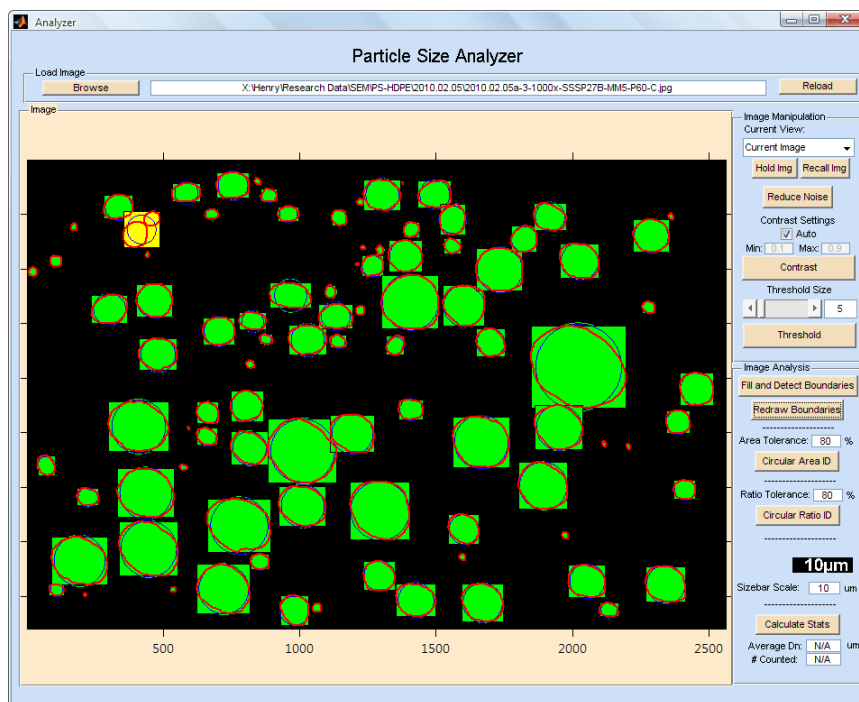 Analyzer
Particle Size Analyzer
Load Image
Browse
X:\Henry\Research Data\SEM\PS-HDPE\2010.02.05\2010.02.05a-3-1000x-SSSP27B-MM5-P60-C.jpg
Reload
Image
500
1000
1500
2000
2500
Image Manipulation
Current View:
Current Image
Hold Img Recall Img
Reduce Noise
Contrast Settings
Auto
Min: 0.1 Max: 0.9
Contrast
Threshold Size
5
Threshold
Image Analysis
Fill and Detect Boundaries
Redraw Boundaries
--------------------
Area Tolerance: 80 %
Circular Area ID
--------------------
Ratio Tolerance: 80 %
Circular Ratio ID
--------------------
10µm
Sizebar Scale: 10 um
--------------------
Calculate Stats
Average Dn: N/A um
# Counted: N/A